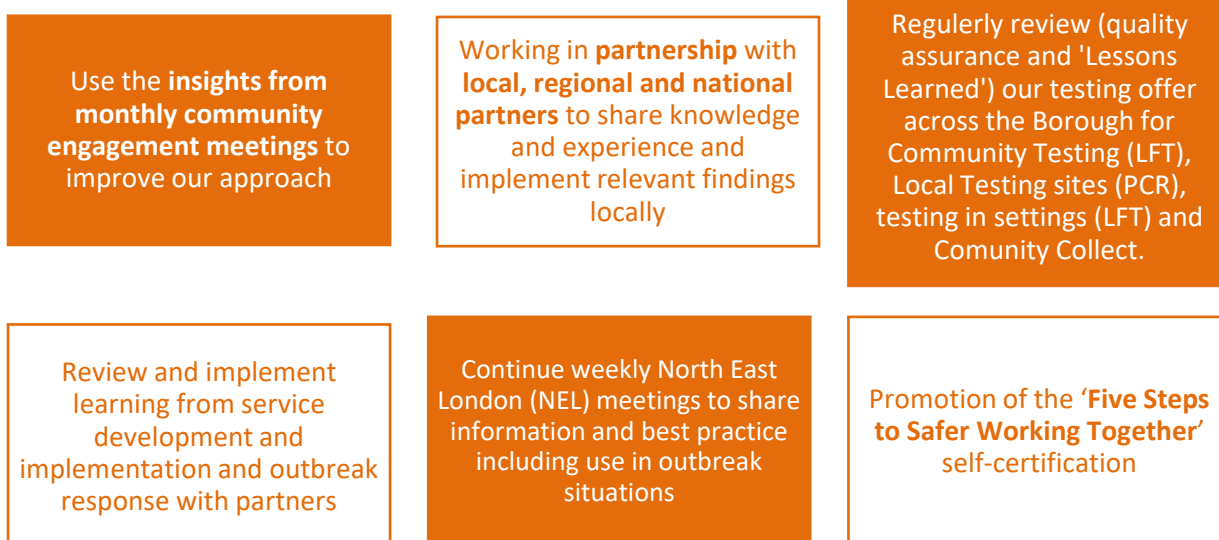 Use the insights from
monthly community
engagement meetings to
improve our approach
Working in partnership with
local, regional and national
partners to share knowledge
and experience and
implement relevant findings
locally
Regulerly review (quality
assurance and 'Lessons
Learned') our testing offer
across the Borough for
Community Testing (LFT),
Local Testing sites (PCR),
testing in settings (LFT) and
Comunity Collect.
Review and implement
learning from service
development and
implementation and outbreak
response with partners
Continue weekly North East
London (NEL) meetings to share
information and best practice
including use in outbreak
situations
Promotion of the ‘Five Steps
to Safer Working Together’
self-certification